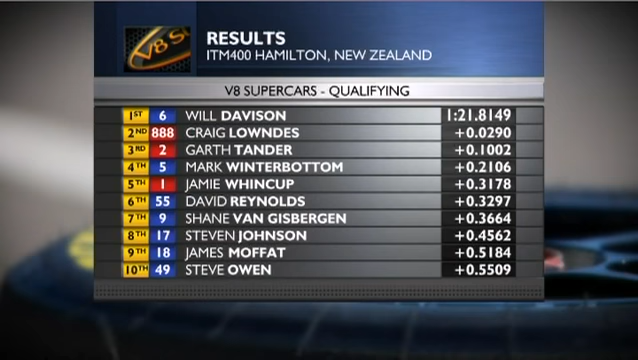 V8 Su
RESULTS
ITM400 HAMILTON, NEW ZEALAND
V8 SUPERCARS - QUALIFYING
1ST 6 WILL DAVISON 1:21.8149
2ND 888 CRAIG LOWNDES +0.0290
3RD 2 GARTH TANDER +0.1002
4TH 5 MARK WINTERBOTTOM +0.2106
5TH 1 JAMIE WHINCUP +0.3178
6TH 55 DAVID REYNOLDS +0.3297
7TH 9 SHANE VAN GISBERGEN +0.3664
8TH 17 STEVEN JOHNSON +0.4562
9TH 18 JAMES MOFFAT +0.5184
10TH 49 STEVE OWEN +0.5509